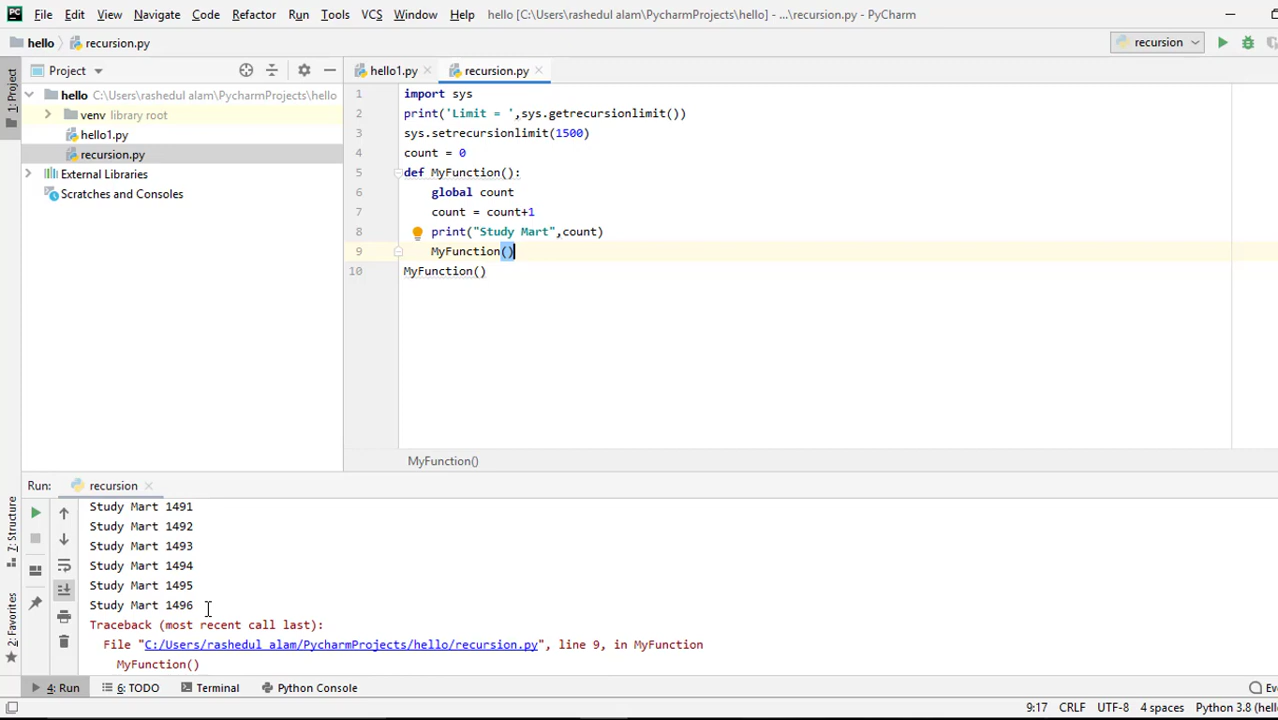 File Edit View Navigate Code Refactor Run Tools VCS Window Help hello [C:\Users\rashedul alam\PycharmProjects\hello] - ...\recursion.py - PyCharm
hello recursion.py recursion
1: Project
Project
hello1.py recursion.py
hello C:\Users\rashedul alam\PycharmProjects\hello
venv library root
hello1.py
recursion.py
External Libraries
Scratches and Consoles
1 import sys
2 print('Limit = ',sys.getrecursionlimit())
3 sys.setrecursionlimit(1500)
4 count = 0
5 def MyFunction():
6 global count
7 count = count+1
8 print("Study Mart",count)
9 MyFunction()
10 MyFunction()
MyFunction()
Run: recursion
7: Structure
2: Favorites
Study Mart 1491
Study Mart 1492
Study Mart 1493
Study Mart 1494
Study Mart 1495
Study Mart 1496
Traceback (most recent call last):
File "C:/Users/rashedul alam/PycharmProjects/hello/recursion.py", line 9, in MyFunction
MyFunction()
4: Run 6: TODO Terminal Python Console
9:17 CRLF UTF-8 4 spaces Python 3.8 (hello